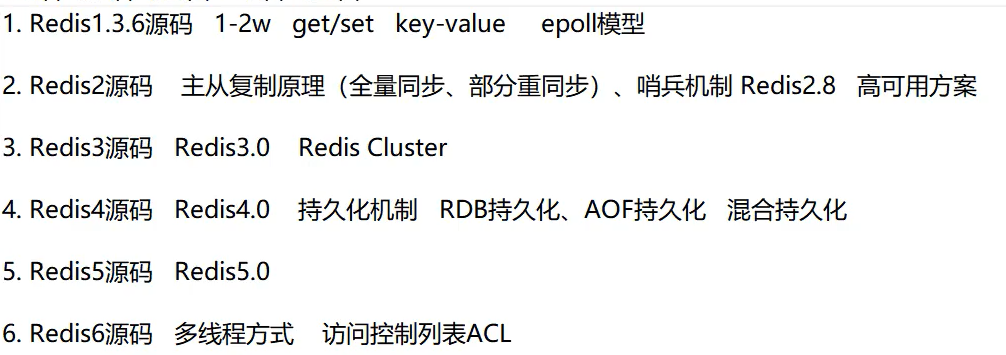 1. Redis1.3.6源码 1-2w get/set key-value epoll模型
2. Redis2源码 主从复制原理（全量同步、部分重同步）、哨兵机制 Redis2.8 高可用方案
3. Redis3源码 Redis3.0 Redis Cluster
4. Redis4源码 Redis4.0 持久化机制 RDB持久化、AOF持久化 混合持久化
5. Redis5源码 Redis5.0
6. Redis6源码 多线程方式 访问控制列表ACL